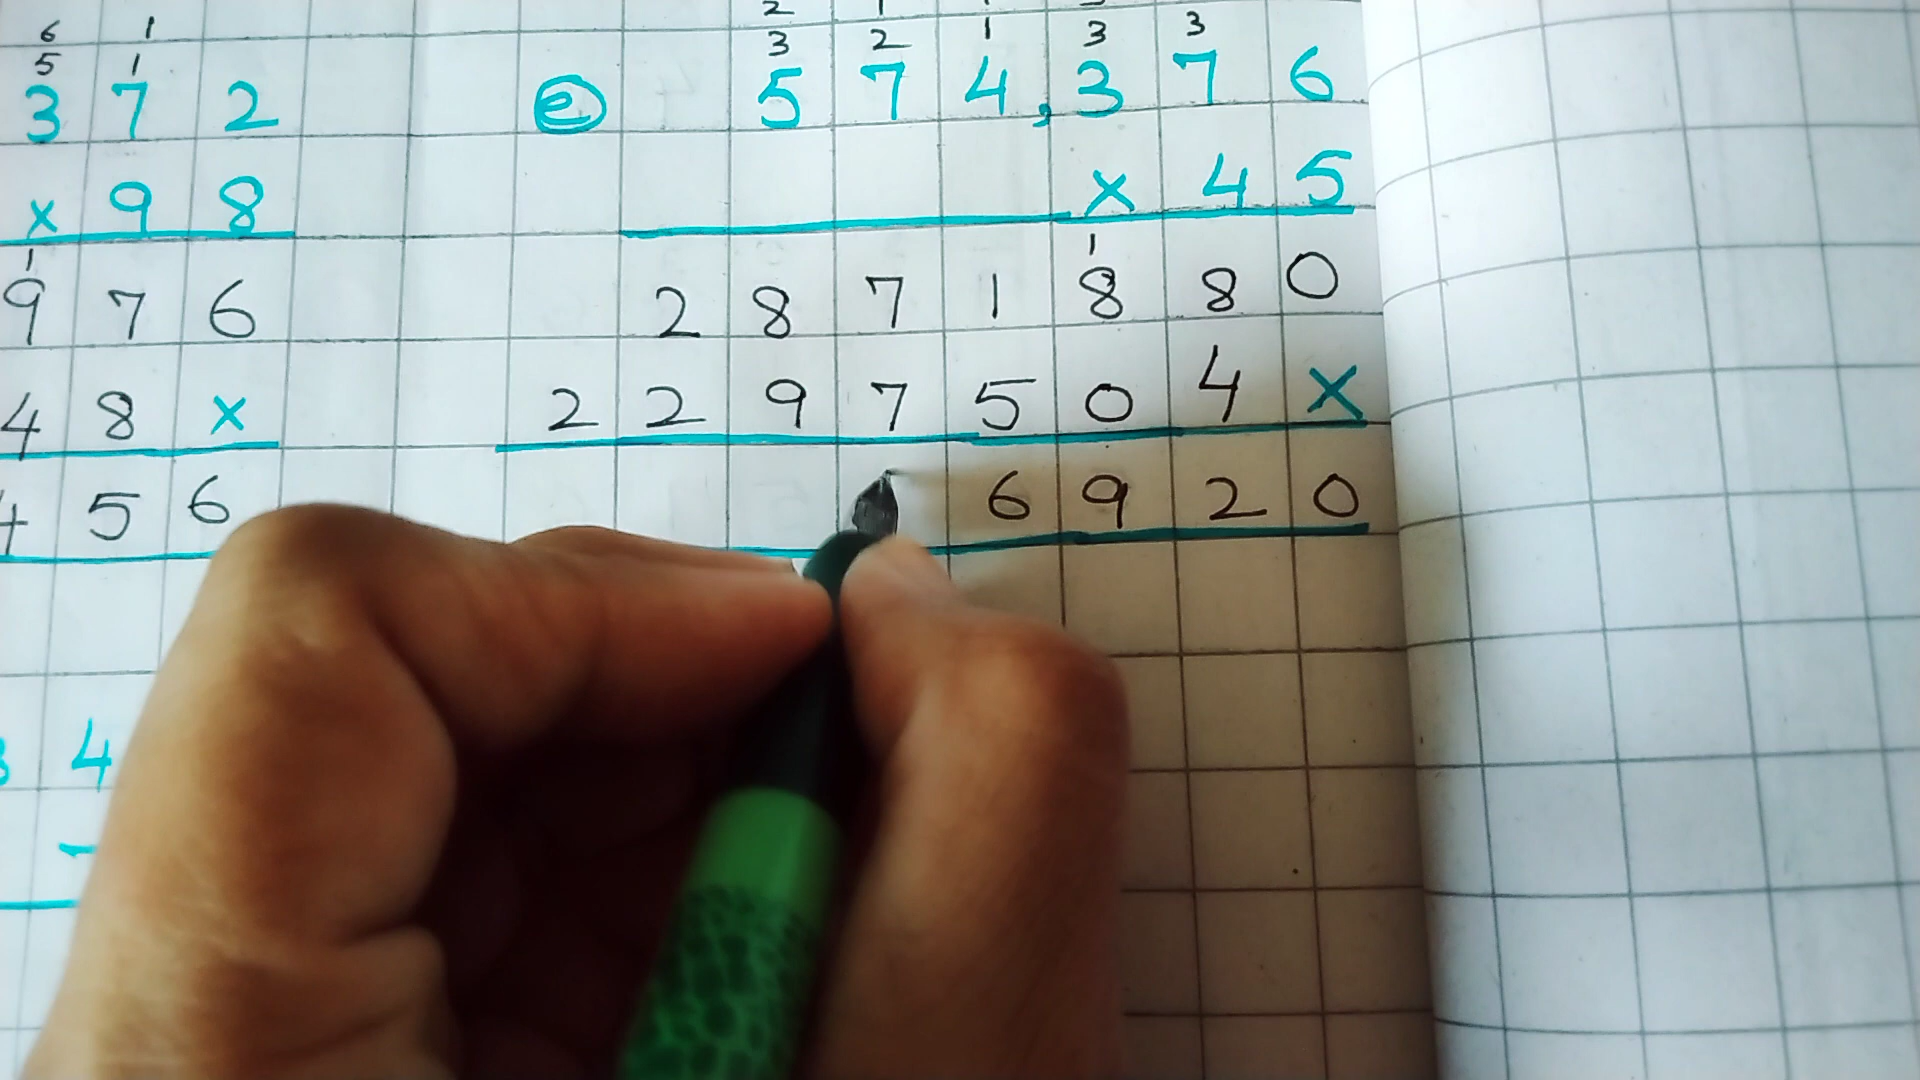 6 1
5 1
3 7 2
x 9 8
1
9 7 6
4 8 x
4 5 6
4
-
3 2 1 3 3
ⓔ 5 7 4, 3 7 6
x 4 5
1
2 8 7 1 8 8 0
2 2 9 7 5 0 4 x
6 9 2 0